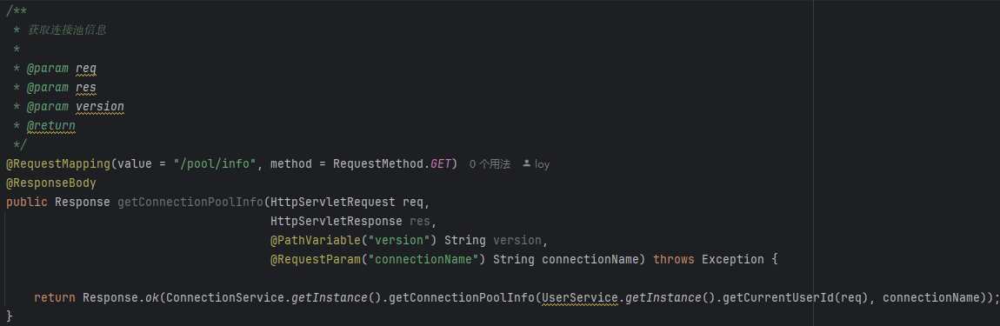 /**
 * 获取连接池信息
 *
 * @param req
 * @param res
 * @param version
 * @return
 */
@RequestMapping(value = "/pool/info", method = RequestMethod.GET) 0 个用法 loy
@ResponseBody
public Response getConnectionPoolInfo(HttpServletRequest req,
                                      HttpServletResponse res,
                                      @PathVariable("version") String version,
                                      @RequestParam("connectionName") String connectionName) throws Exception {
    return Response.ok(ConnectionService.getInstance().getConnectionPoolInfo(UserService.getInstance().getCurrentUserId(req), connectionName));
}